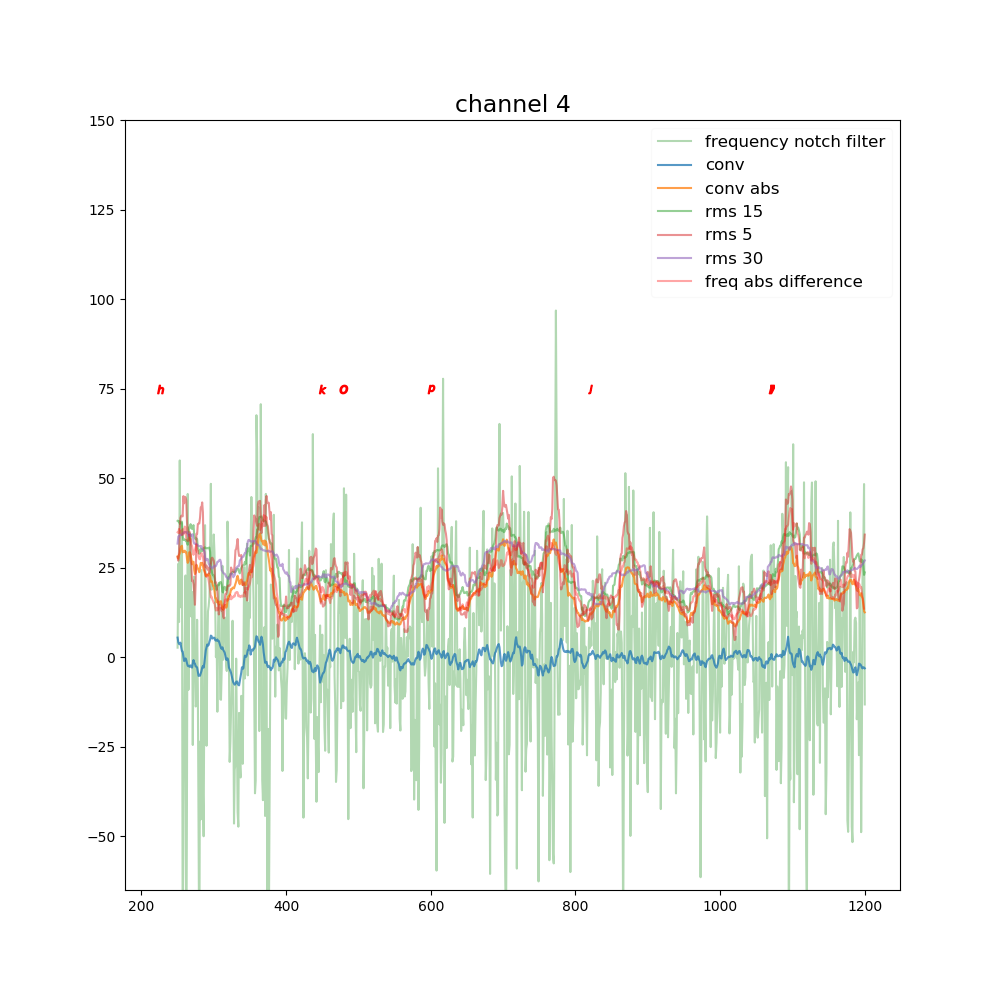 channel 4
150
125
100
75
50
25
0
−25
−50
frequency notch filter
conv
conv abs
rms 15
rms 5
rms 30
freq abs difference
h k O p j
200 400 600 800 1000 1200